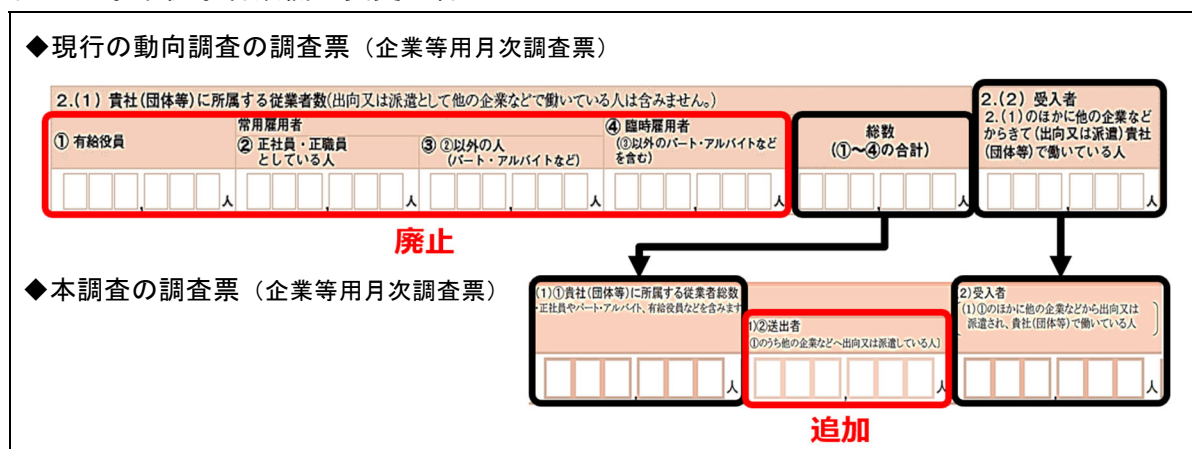 ◆現行の動向調査の調査票（企業等用月次調査票）
2.(1) 貴社(団体等)に所属する従業者数(出向又は派遣として他の企業などで働いている人は含みません。)
① 有給役員
常用雇用者
② 正社員・正職員
としている人
③ ②以外の人
(パート・アルバイトなど)
④ 臨時雇用者
(③以外のパート・アルバイトなど
を含む)
総数
(①～④の合計)
2.(2) 受入者
2.(1)のほかに他の企業など
からきて(出向又は派遣)貴社
(団体等)で働いている人
, 人
, 人
, 人
, 人
, 人
, 人
廃止
◆本調査の調査票（企業等用月次調査票）
(1)①貴社(団体等)に所属する従業者総数
正社員やパート・アルバイト、有給役員などを含みます
1)②送出者
①のうち他の企業などへ出向又は派遣している人]
2)受入者
(1)①のほかに他の企業などから出向又は
派遣され、貴社(団体等)で働いている人
, 人
, 人
, 人
追加